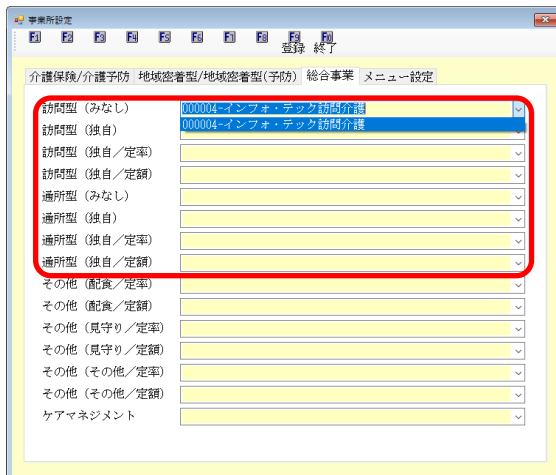 事業所設定
F1 F2 F3 F4 F5 F6 F7 F8 F9 F10
登録 終了
介護保険/介護予防 地域密着型/地域密着型(予防) 総合事業 メニュー設定
訪問型（みなし） 000004-インフォ・テック訪問介護
000004-インフォ・テック訪問介護
訪問型（独自）
訪問型（独自／定率）
訪問型（独自／定額）
通所型（みなし）
通所型（独自）
通所型（独自／定率）
通所型（独自／定額）
その他（配食／定率）
その他（配食／定額）
その他（見守り／定率）
その他（見守り／定額）
その他（その他／定率）
その他（その他／定額）
ケアマネジメント